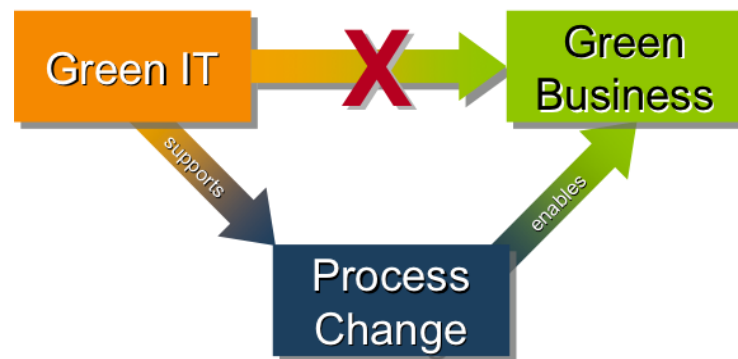 Green IT
X
Green
Business
supports
enables
Process
Change